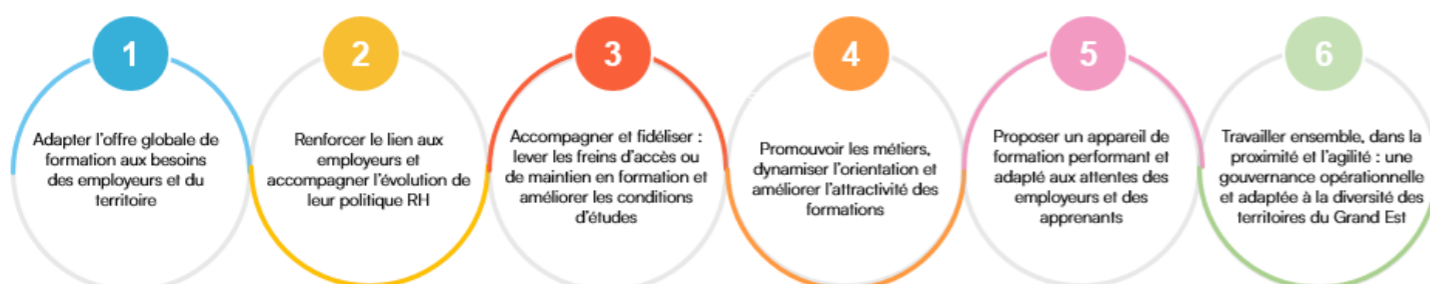 1
Adapter l'offre globale de
formation aux besoins
des employeurs et du
territoire
2
Renforcer le lien aux
employeurs et
accompagner l'évolution de
leur politique RH
3
Accompagner et fidéliser :
lever les freins d'accès ou
de maintien en formation et
améliorer les conditions
d'études
4
Promouvoir les métiers,
dynamiser l'orientation et
améliorer l'attractivité des
formations
5
Proposer un appareil de
formation performant et
adapté aux attentes des
employeurs et des
apprenants
6
Travailler ensemble, dans la
proximité et l'agilité : une
gouvernance opérationnelle
et adaptée à la diversité des
territoires du Grand Est